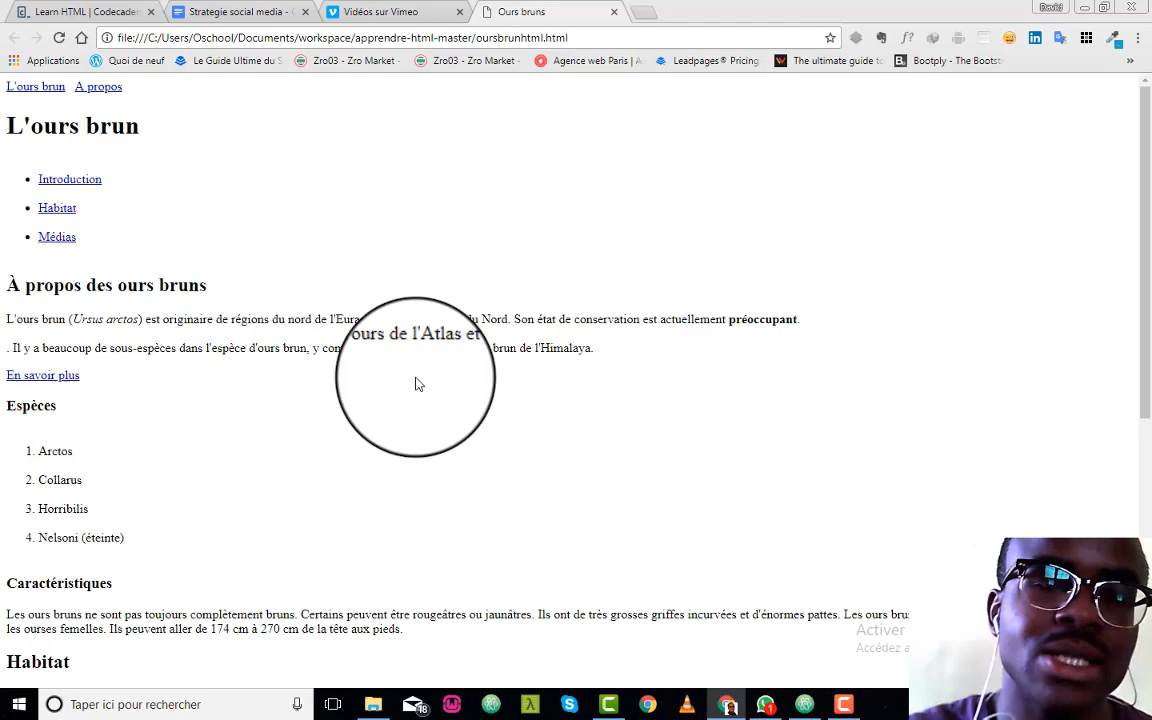 Learn HTML | Codecadem
Strategie social media - G
Vidéos sur Vimeo
Ours bruns
David
file:///C:/Users/Oschool/Documents/workspace/apprendre-html-master/oursbrunhtml.html
Applications
Quoi de neuf
Le Guide Ultime du S
Zro03 - Zro Market -
Zro03 - Zro Market -
Agence web Paris | A
Leadpages® Pricing
The ultimate guide to
Bootply - The Bootst
L'ours brun A propos
L'ours brun
Introduction
Habitat
Médias
À propos des ours bruns
L'ours brun (Ursus arctos) est originaire de régions du nord de l'Eura du Nord. Son état de conservation est actuellement préoccupant.
ours de l'Atlas et
. Il y a beaucoup de sous-espèces dans l'espèce d'ours brun, y com brun de l'Himalaya.
En savoir plus
Espèces
1. Arctos
2. Collarus
3. Horribilis
4. Nelsoni (éteinte)
Caractéristiques
Les ours bruns ne sont pas toujours complètement bruns. Certains peuvent être rougeâtres ou jaunâtres. Ils ont de très grosses griffes incurvées et d'énormes pattes. Les ours bru
les ourses femelles. Ils peuvent aller de 174 cm à 270 cm de la tête aux pieds.
Activer
Accédez a
Habitat
Taper ici pour rechercher
18
1